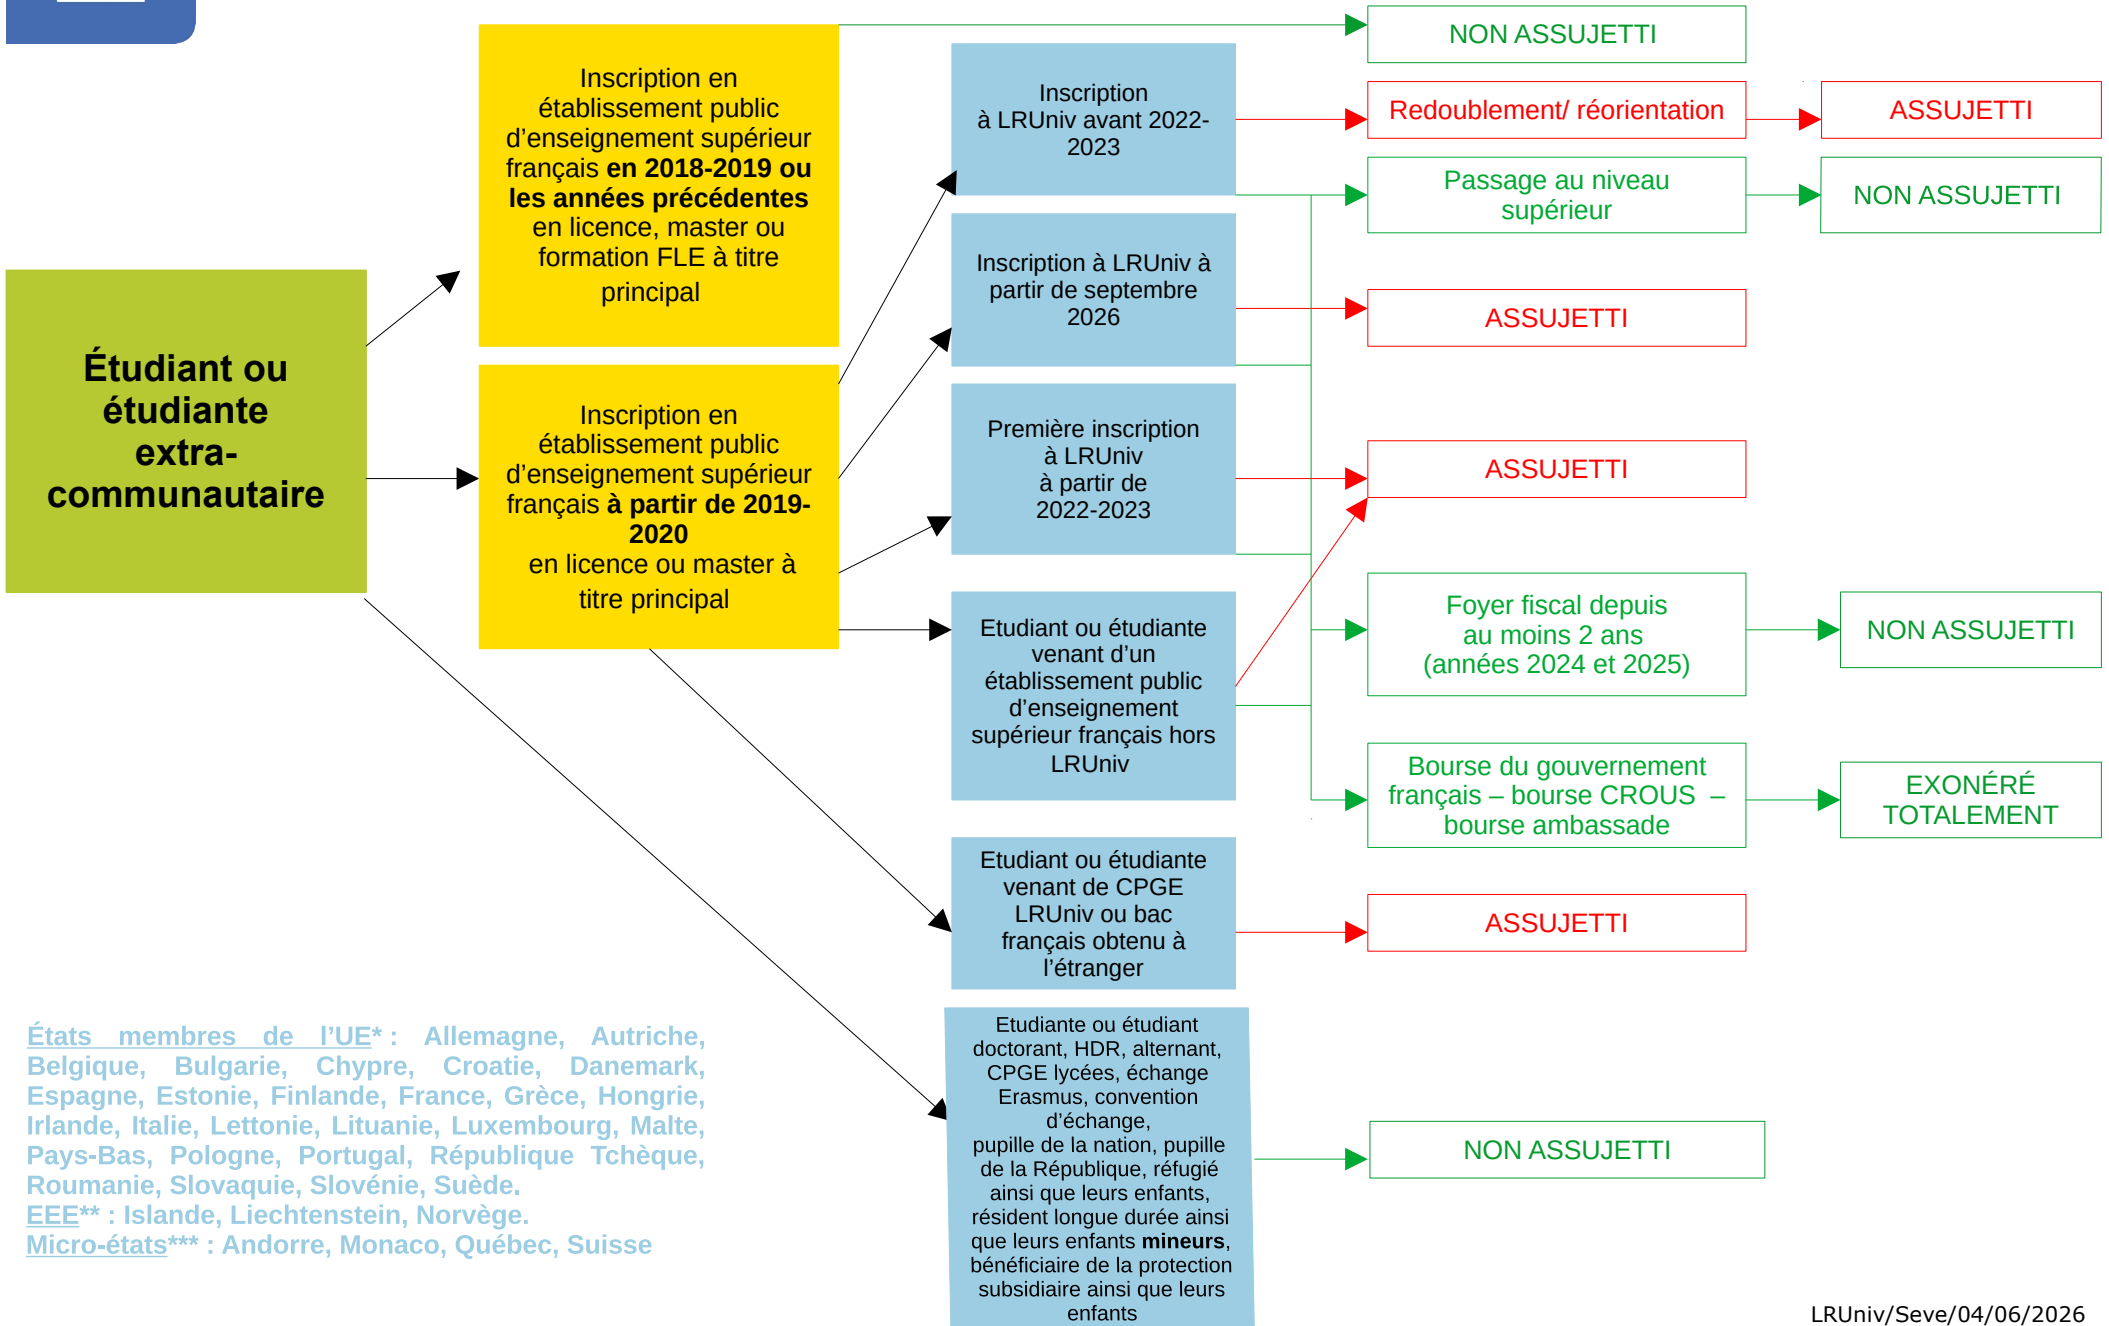 Étudiant ou
étudiante
extra-
communautaire
Inscription en
établissement public
d’enseignement supérieur
français en 2018-2019 ou
les années précédentes
en licence, master ou
formation FLE à titre
principal
Inscription en
établissement public
d’enseignement supérieur
français à partir de 2019-
2020
en licence ou master à
titre principal
Inscription
à LRUniv avant 2022-
2023
Inscription à LRUniv à
partir de septembre
2026
Première inscription
à LRUniv
à partir de
2022-2023
Etudiant ou étudiante
venant d’un
établissement public
d’enseignement
supérieur français hors
LRUniv
Etudiant ou étudiante
venant de CPGE
LRUniv ou bac
français obtenu à
l’étranger
Etudiante ou étudiant
doctorant, HDR, alternant,
CPGE lycées, échange
Erasmus, convention
d’échange,
pupille de la nation, pupille
de la République, réfugié
ainsi que leurs enfants,
résident longue durée ainsi
que leurs enfants mineurs,
bénéficiaire de la protection
subsidiaire ainsi que leurs
enfants
NON ASSUJETTI
Redoublement/ réorientation
ASSUJETTI
Passage au niveau
supérieur
NON ASSUJETTI
ASSUJETTI
ASSUJETTI
Foyer fiscal depuis
au moins 2 ans
(années 2024 et 2025)
NON ASSUJETTI
Bourse du gouvernement
français – bourse CROUS –
bourse ambassade
EXONÉRÉ
TOTALEMENT
ASSUJETTI
NON ASSUJETTI
États membres de l’UE* : Allemagne, Autriche,
Belgique, Bulgarie, Chypre, Croatie, Danemark,
Espagne, Estonie, Finlande, France, Grèce, Hongrie,
Irlande, Italie, Lettonie, Lituanie, Luxembourg, Malte,
Pays-Bas, Pologne, Portugal, République Tchèque,
Roumanie, Slovaquie, Slovénie, Suède.
EEE** : Islande, Liechtenstein, Norvège.
Micro-états*** : Andorre, Monaco, Québec, Suisse
LRUniv/Seve/04/06/2026